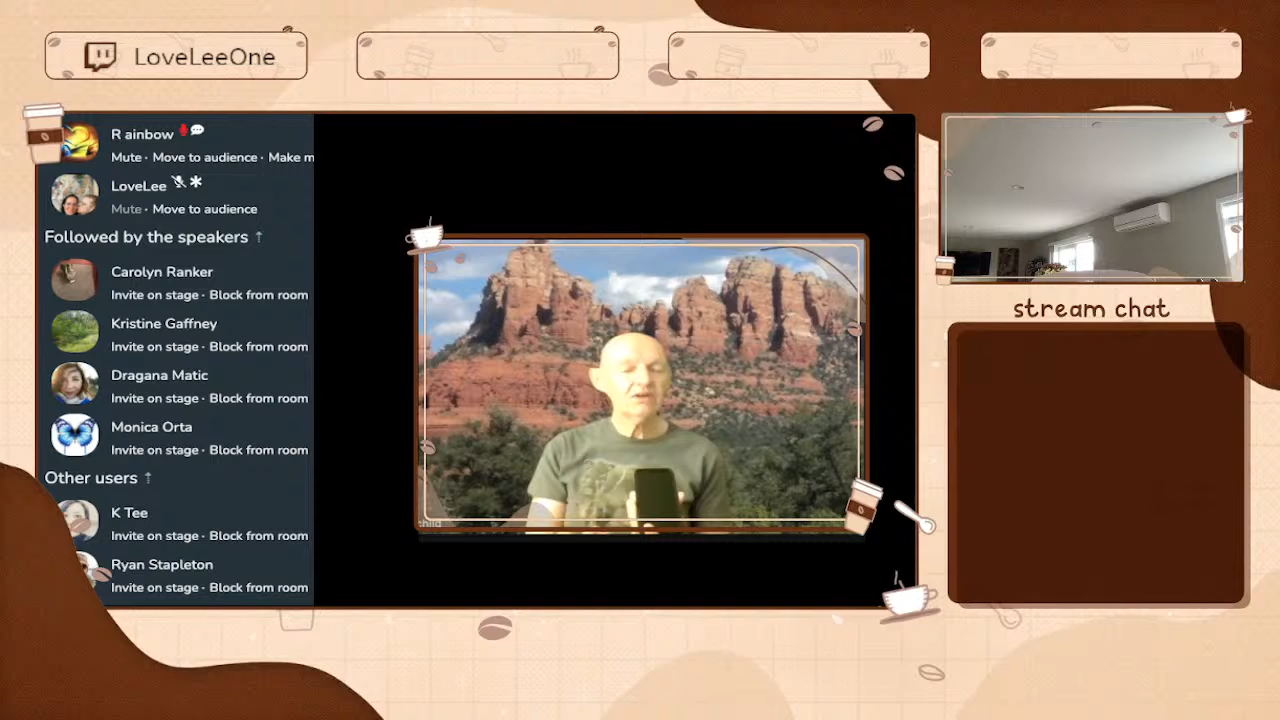 LoveLeeOne
R ainbow
Mute · Move to audience · Make m
LoveLee
Mute · Move to audience
Followed by the speakers ↑
Carolyn Ranker
Invite on stage · Block from room
Kristine Gaffney
Invite on stage · Block from room
Dragana Matic
Invite on stage · Block from room
Monica Orta
Invite on stage · Block from room
Other users ↑
K Tee
Invite on stage · Block from room
Ryan Stapleton
Invite on stage · Block from room
child
stream chat